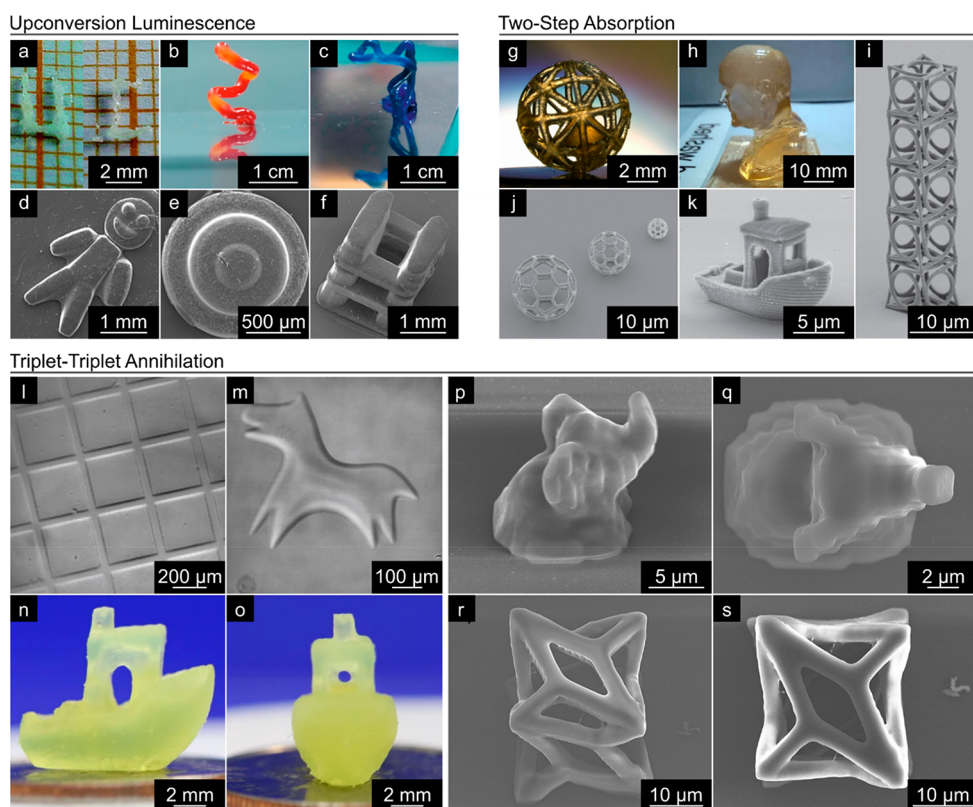 Upconversion Luminescence
Two-Step Absorption
a
2 mm
b
1 cm
c
1 cm
d
1 mm
e
500 µm
f
1 mm
g
2 mm
h
10 mm
i
10 µm
j
10 µm
k
5 µm
Triplet-Triplet Annihilation
l
200 µm
m
100 µm
n
2 mm
o
2 mm
p
5 µm
q
2 µm
r
10 µm
s
10 µm